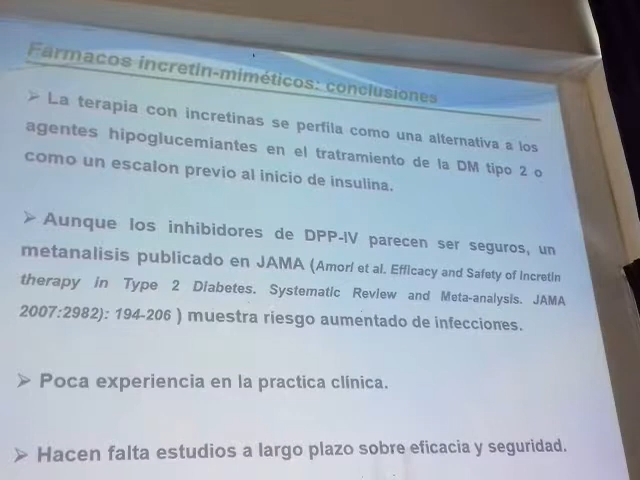 Farmacos incretin-miméticos: conclusiones
➢ La terapia con incretinas se perfila como una alternativa a los
agentes hipoglucemiantes en el tratramiento de la DM tipo 2 o
como un escalon previo al inicio de insulina.
➢ Aunque los inhibidores de DPP-IV parecen ser seguros, un
metanalisis publicado en JAMA (Amori et al. Efficacy and Safety of Incretin
therapy in Type 2 Diabetes. Systematic Review and Meta-analysis. JAMA
2007:2982): 194-206 ) muestra riesgo aumentado de infecciones.
➢ Poca experiencia en la practica clínica.
➢ Hacen falta estudios a largo plazo sobre eficacia y seguridad.